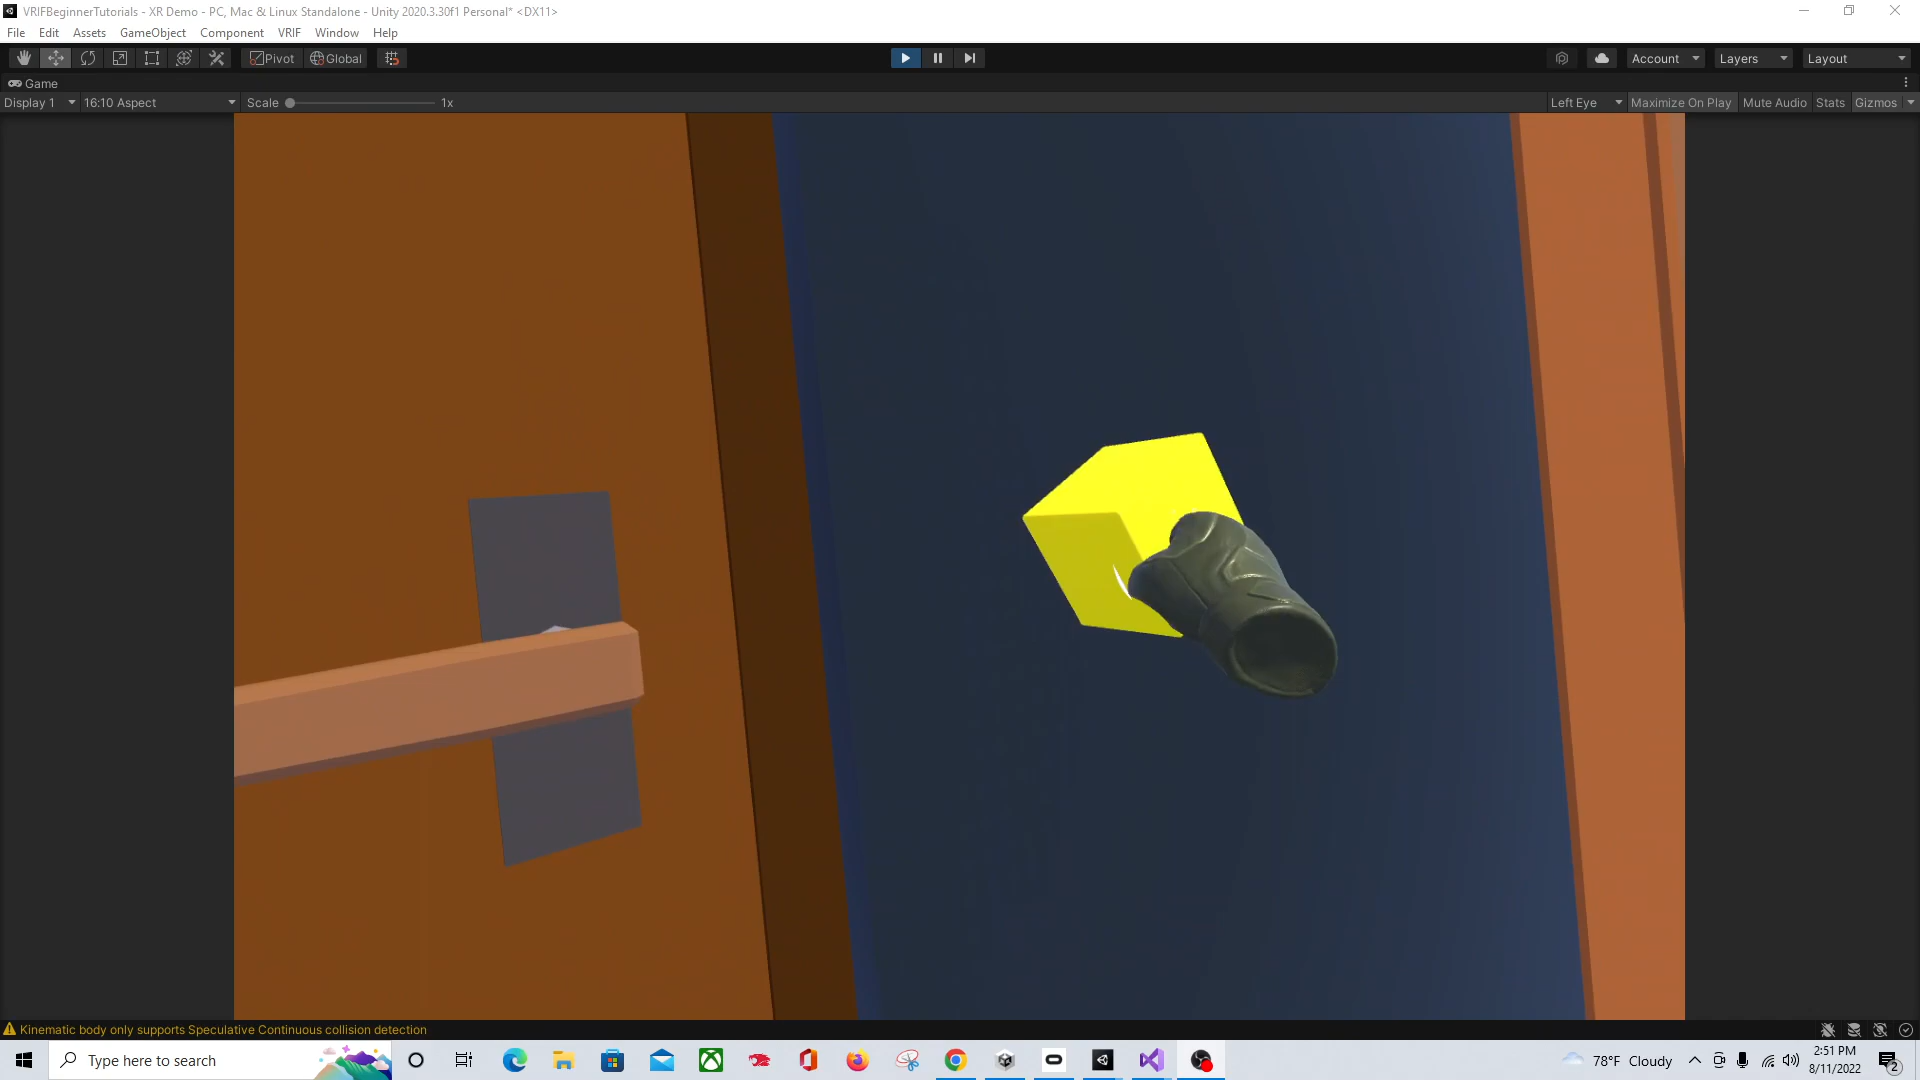 VRIFBeginnerTutorials - XR Demo - PC, Mac & Linux Standalone - Unity 2020.3.30f1 Personal* <DX11>
File Edit Assets GameObject Component VRIF Window Help
Pivot Global Account Layers Layout
Game
Display 1 16:10 Aspect Scale 1x Left Eye Maximize On Play Mute Audio Stats Gizmos
Kinematic body only supports Speculative Continuous collision detection
Type here to search 78°F Cloudy 2:51 PM
8/11/2022 2